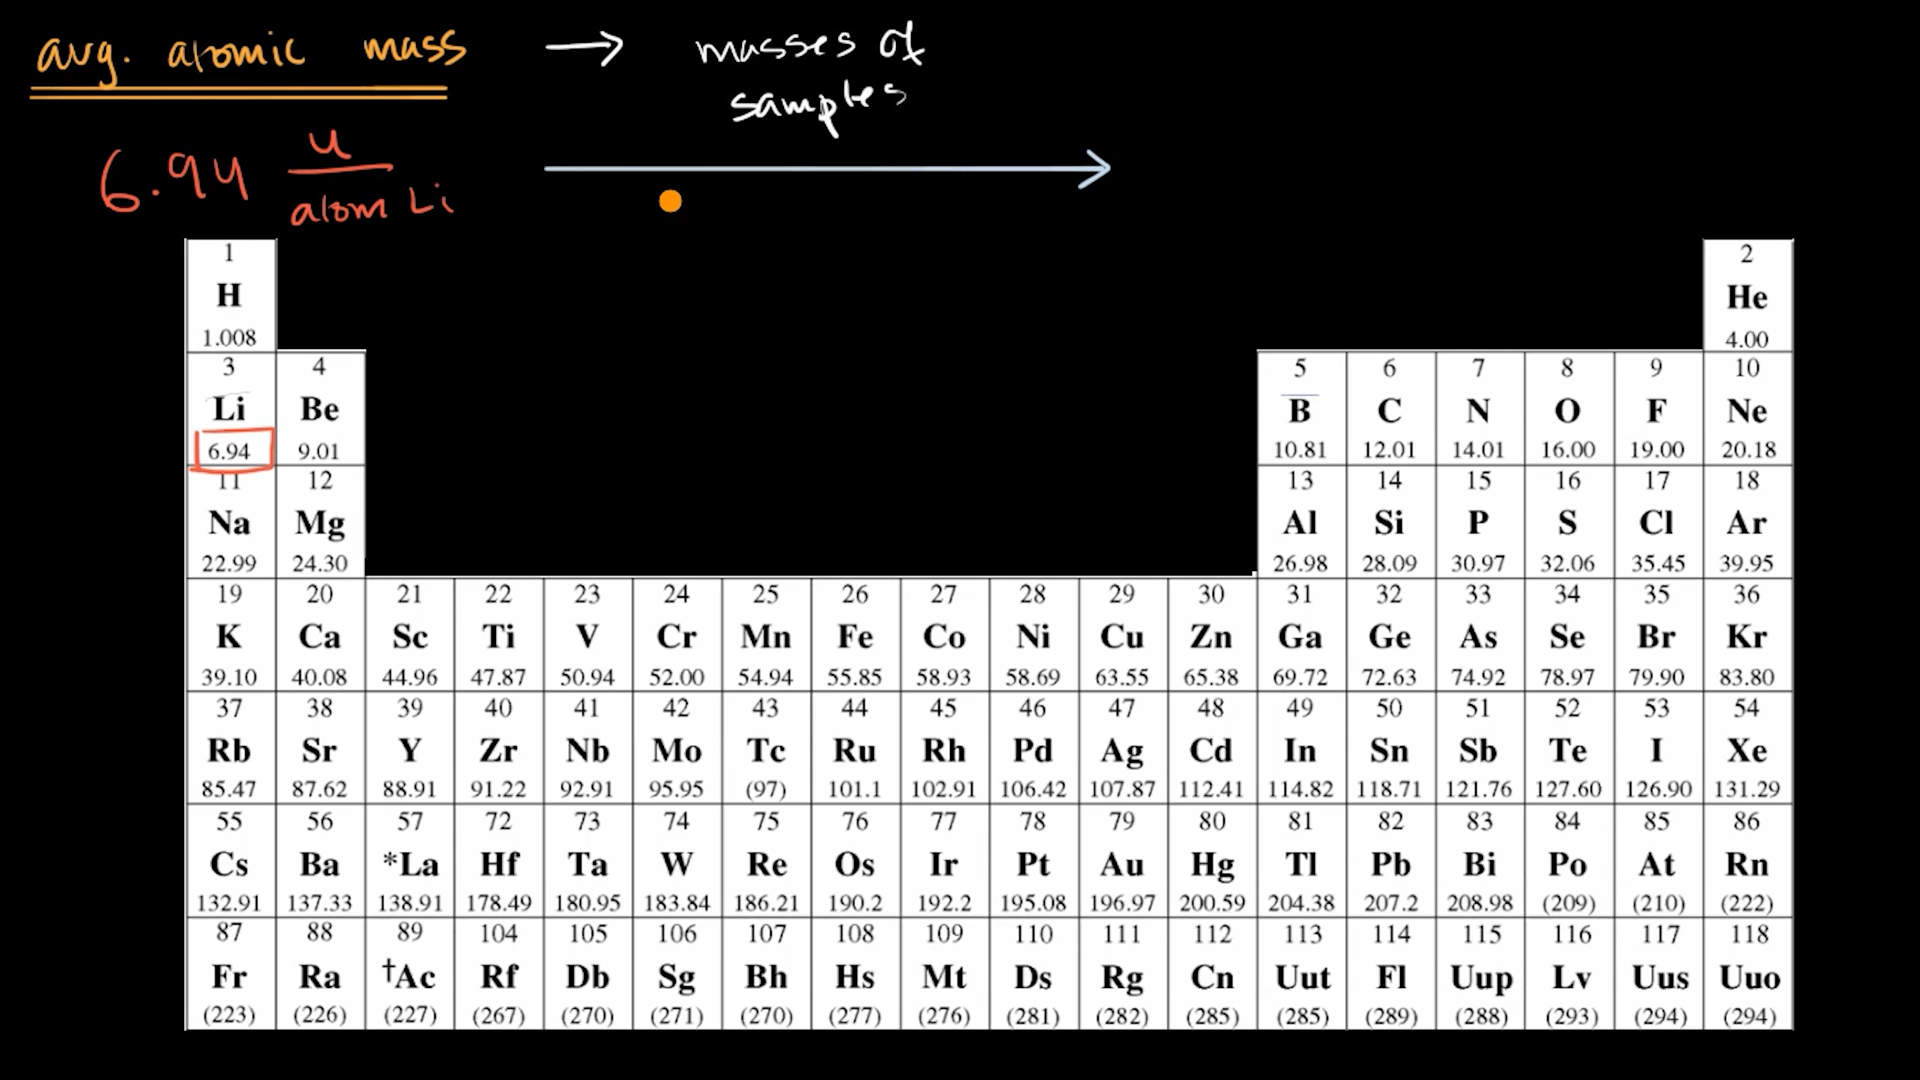 avg. atomic mass → masses of
samples
6.94 u
atom Li
1 2
H He
1.008 4.00
3 4 5 6 7 8 9 10
Li Be B C N O F Ne
6.94 9.01 10.81 12.01 14.01 16.00 19.00 20.18
11 12 13 14 15 16 17 18
Na Mg Al Si P S Cl Ar
22.99 24.30 26.98 28.09 30.97 32.06 35.45 39.95
19 20 21 22 23 24 25 26 27 28 29 30 31 32 33 34 35 36
K Ca Sc Ti V Cr Mn Fe Co Ni Cu Zn Ga Ge As Se Br Kr
39.10 40.08 44.96 47.87 50.94 52.00 54.94 55.85 58.93 58.69 63.55 65.38 69.72 72.63 74.92 78.97 79.90 83.80
37 38 39 40 41 42 43 44 45 46 47 48 49 50 51 52 53 54
Rb Sr Y Zr Nb Mo Tc Ru Rh Pd Ag Cd In Sn Sb Te I Xe
85.47 87.62 88.91 91.22 92.91 95.95 (97) 101.1 102.91 106.42 107.87 112.41 114.82 118.71 121.76 127.60 126.90 131.29
55 56 57 72 73 74 75 76 77 78 79 80 81 82 83 84 85 86
Cs Ba *La Hf Ta W Re Os Ir Pt Au Hg Tl Pb Bi Po At Rn
132.91 137.33 138.91 178.49 180.95 183.84 186.21 190.2 192.2 195.08 196.97 200.59 204.38 207.2 208.98 (209) (210) (222)
87 88 89 104 105 106 107 108 109 110 111 112 113 114 115 116 117 118
Fr Ra †Ac Rf Db Sg Bh Hs Mt Ds Rg Cn Uut Fl Uup Lv Uus Uuo
(223) (226) (227) (267) (270) (271) (270) (277) (276) (281) (282) (285) (285) (289) (288) (293) (294) (294)